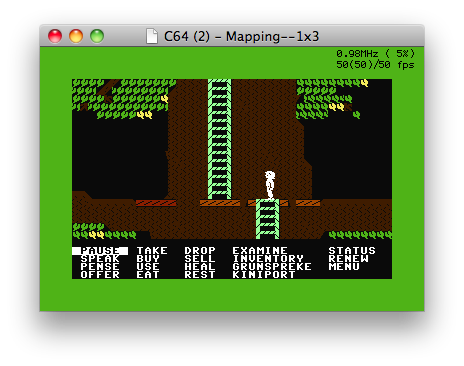 C64 (2) - Mapping--1x3
0.98MHz ( 5%)
50(50)/50 fps
PAUSE TAKE DROP EXAMINE STATUS
SPEAK BUY SELL INVENTORY RENEW
PENSE USE HEAL GRUNSPREKE MENU
OFFER EAT REST KINIPORT